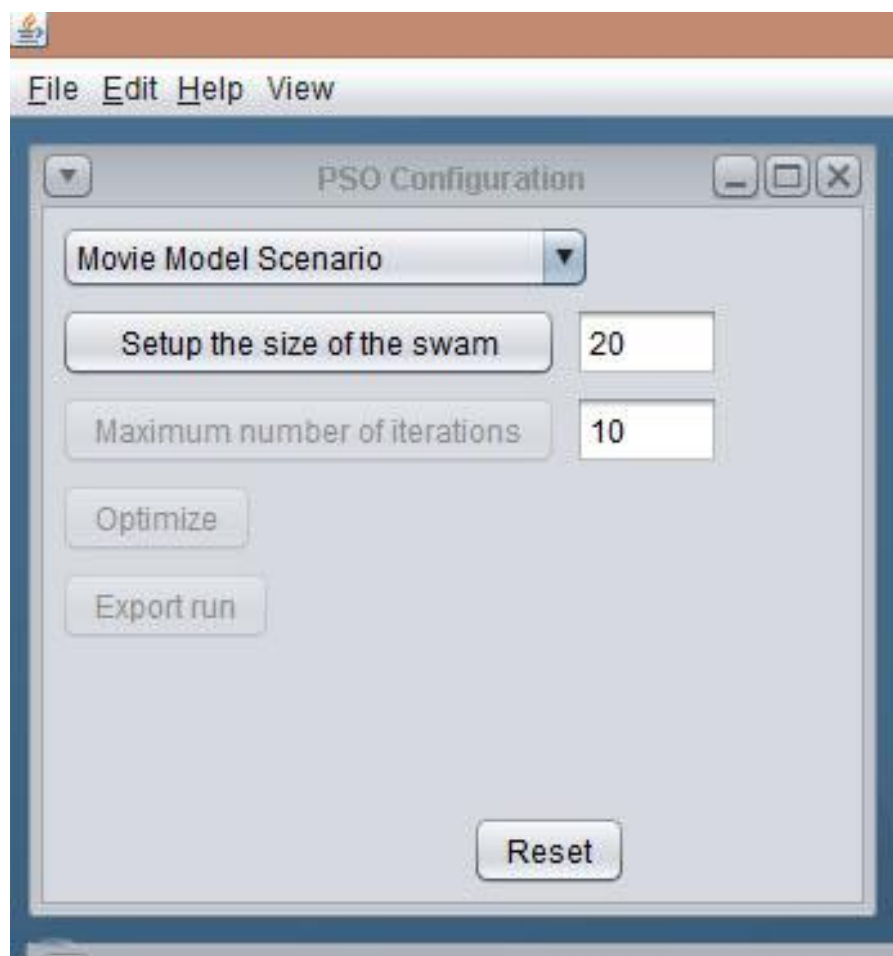 File Edit Help View
PSO Configuration
Movie Model Scenario
Setup the size of the swam 20
Maximum number of iterations 10
Optimize
Export run
Reset